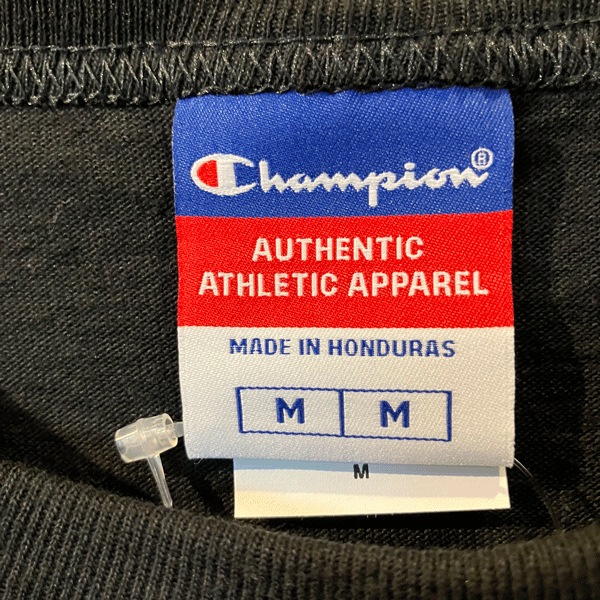 Champion®
AUTHENTIC
ATHLETIC APPAREL
MADE IN HONDURAS
M M
M